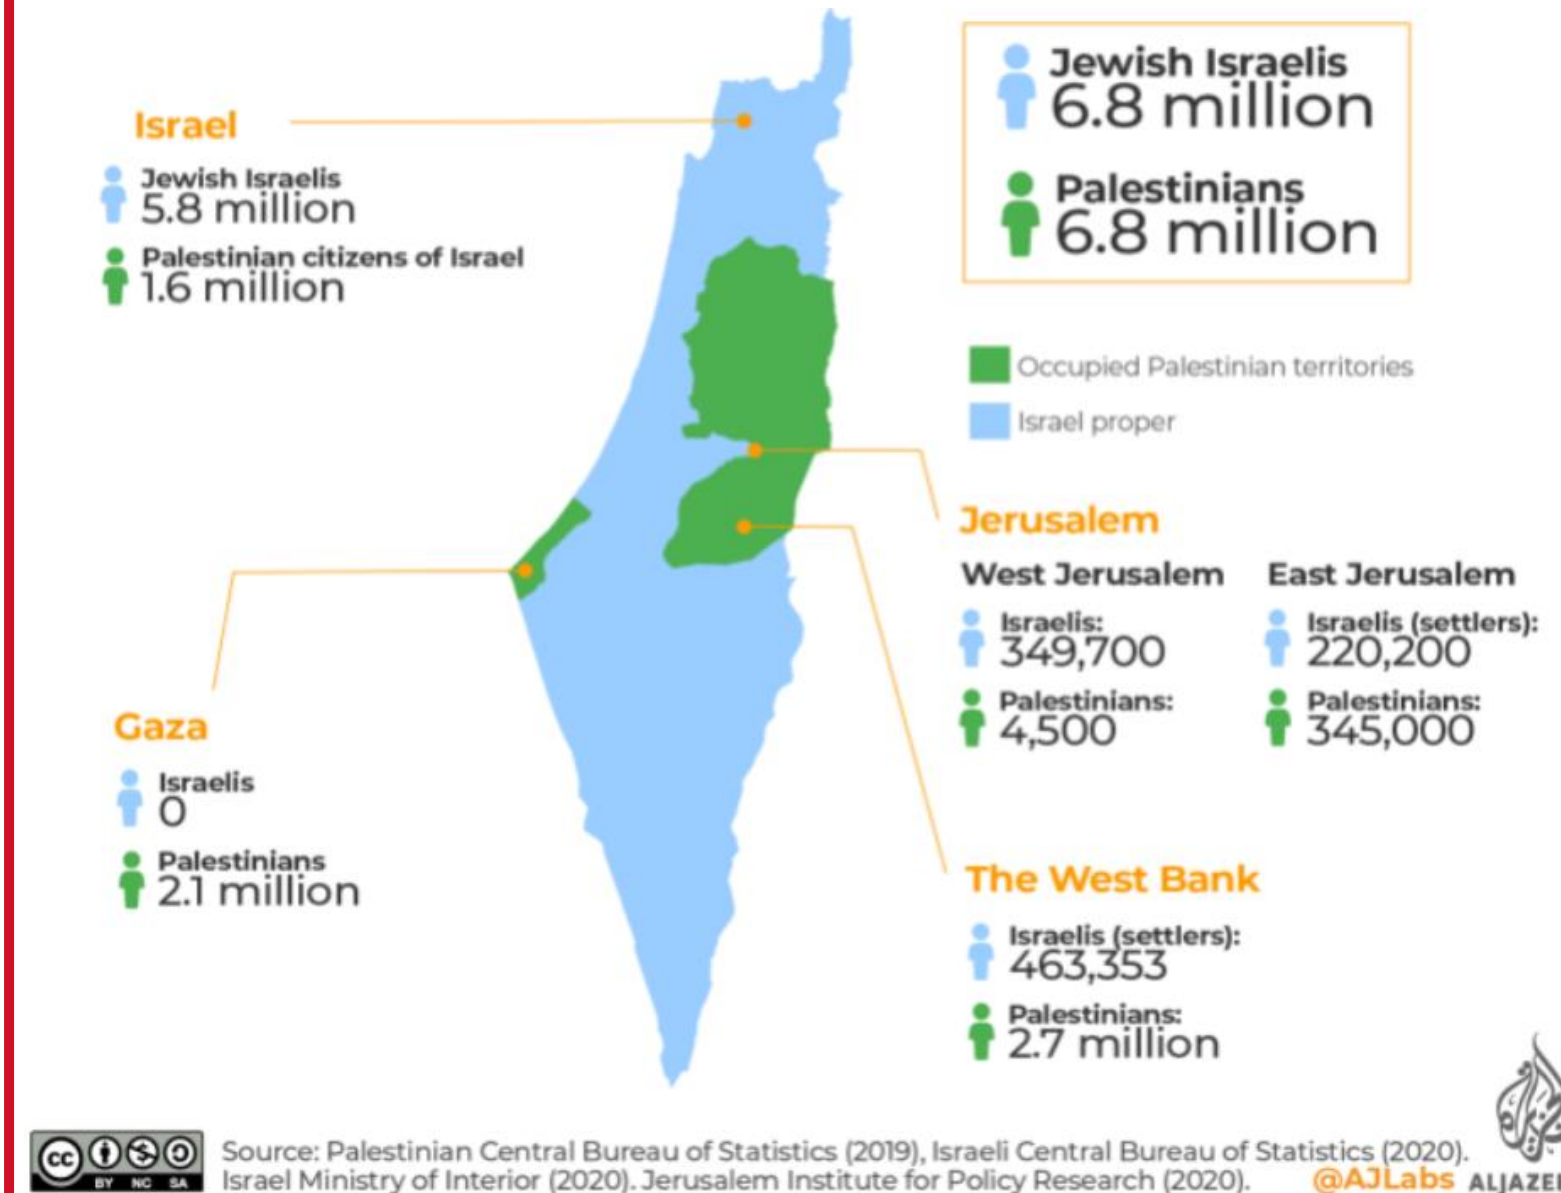 Jewish Israelis
6.8 million
Palestinians
6.8 million
Israel
Jewish Israelis
5.8 million
Palestinian citizens of Israel
1.6 million
Occupied Palestinian territories
Israel proper
Jerusalem
West Jerusalem
Israelis:
349,700
Palestinians:
4,500
East Jerusalem
Israelis (settlers):
220,200
Palestinians:
345,000
Gaza
Israelis
0
Palestinians
2.1 million
The West Bank
Israelis (settlers):
463,353
Palestinians:
2.7 million
cc
BY NC SA
Source: Palestinian Central Bureau of Statistics (2019), Israeli Central Bureau of Statistics (2020).
Israel Ministry of Interior (2020). Jerusalem Institute for Policy Research (2020).
@AJLabs